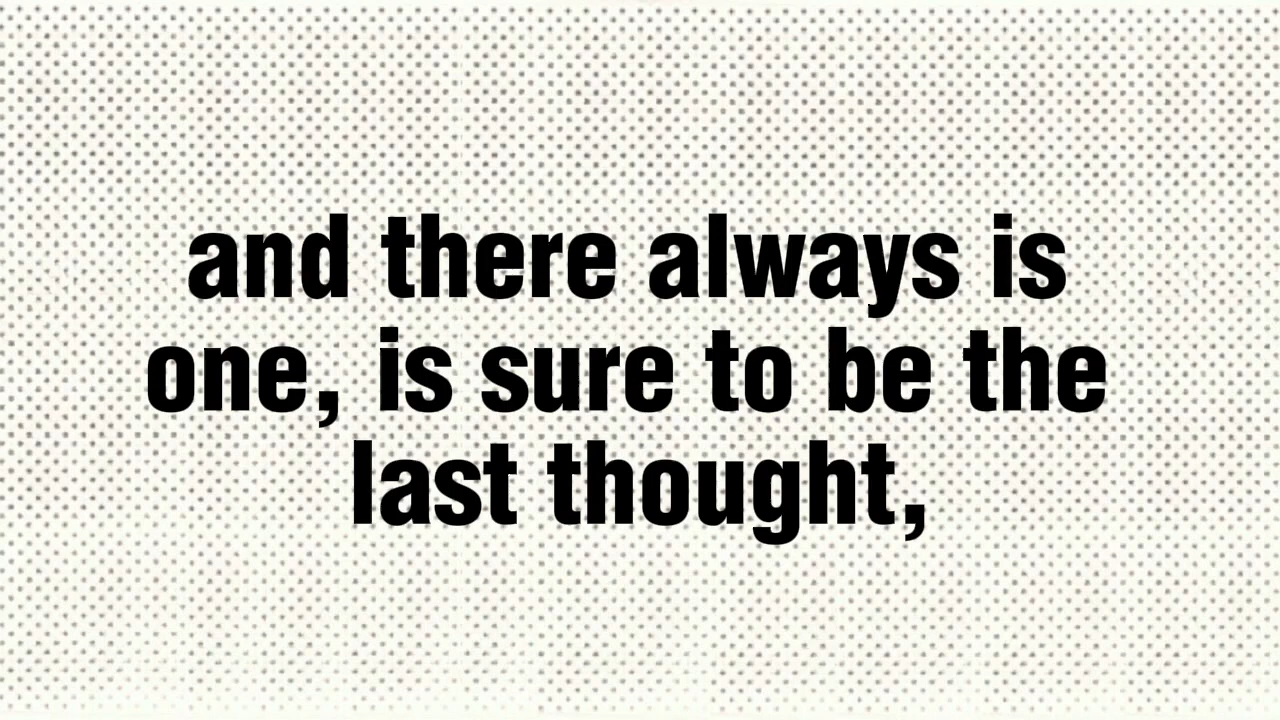 and there always is
one, is sure to be the
last thought,